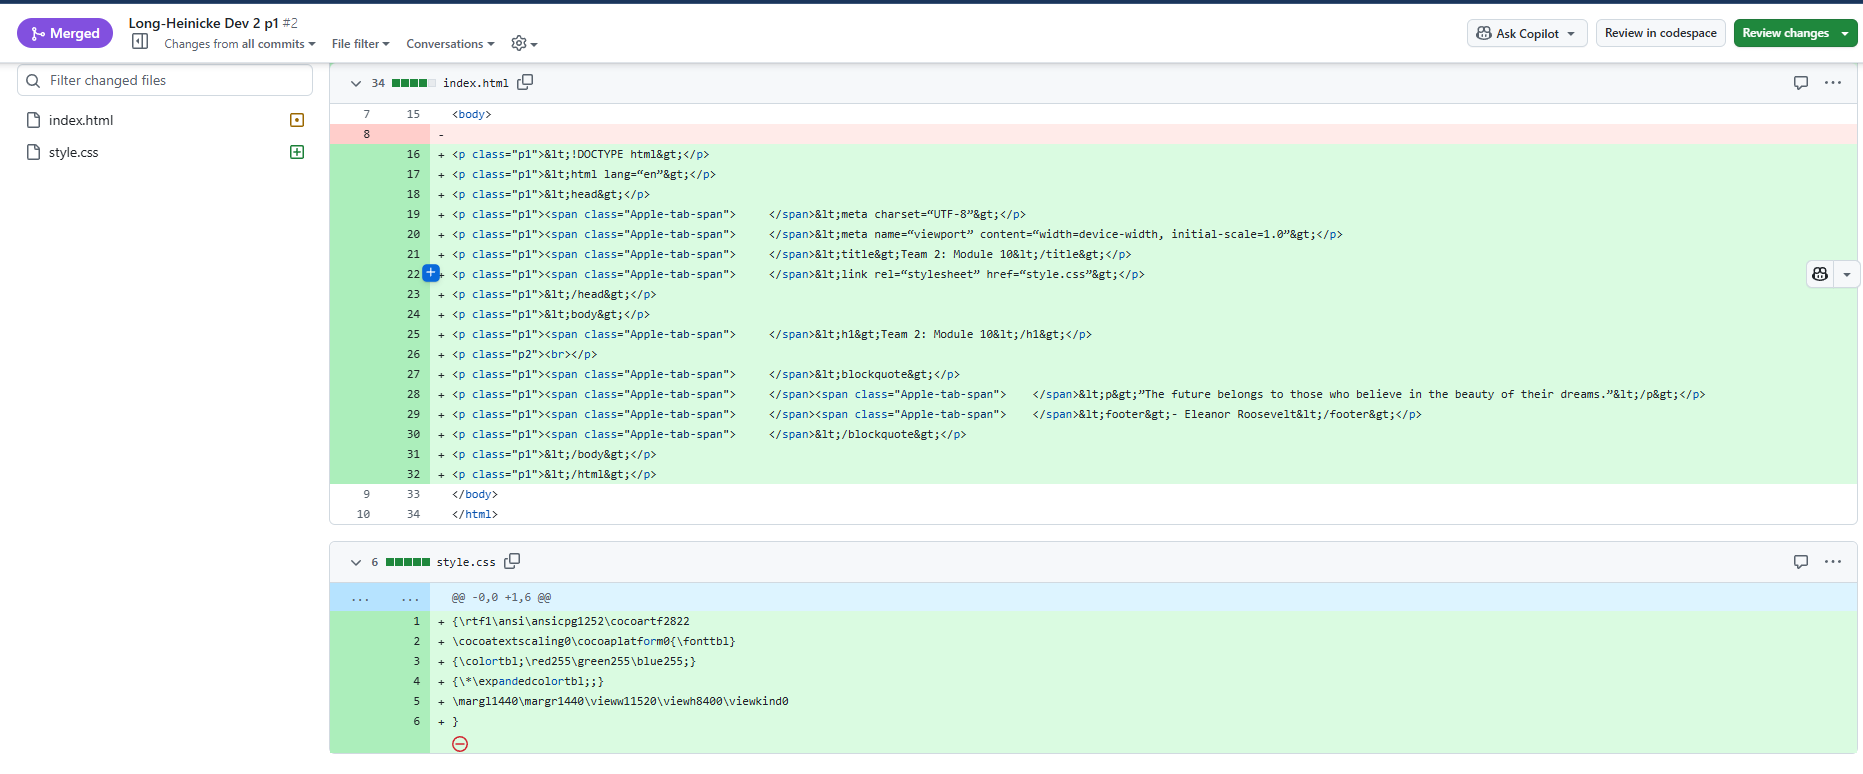 Merged
Long-Heinicke Dev 2 p1 #2
Changes from all commits
File filter
Conversations
Ask Copilot
Review in codespace
Review changes
Filter changed files
index.html
style.css
34 index.html
7 15 <body>
8 -
16 + <p class="p1">&lt;!DOCTYPE html&gt;</p>
17 + <p class="p1">&lt;html lang=“en”&gt;</p>
18 + <p class="p1">&lt;head&gt;</p>
19 + <p class="p1"><span class="Apple-tab-span">	</span>&lt;meta charset=“UTF-8”&gt;</p>
20 + <p class="p1"><span class="Apple-tab-span">	</span>&lt;meta name=“viewport” content=“width=device-width, initial-scale=1.0”&gt;</p>
21 + <p class="p1"><span class="Apple-tab-span">	</span>&lt;title&gt;Team 2: Module 10&lt;/title&gt;</p>
22 + <p class="p1"><span class="Apple-tab-span">	</span>&lt;link rel=“stylesheet” href=“style.css”&gt;</p>
23 + <p class="p1">&lt;/head&gt;</p>
24 + <p class="p1">&lt;body&gt;</p>
25 + <p class="p1"><span class="Apple-tab-span">	</span>&lt;h1&gt;Team 2: Module 10&lt;/h1&gt;</p>
26 + <p class="p2"><br></p>
27 + <p class="p1"><span class="Apple-tab-span">	</span>&lt;blockquote&gt;</p>
28 + <p class="p1"><span class="Apple-tab-span">	</span><span class="Apple-tab-span">	</span>&lt;p&gt;”The future belongs to those who believe in the beauty of their dreams.”&lt;/p&gt;</p>
29 + <p class="p1"><span class="Apple-tab-span">	</span><span class="Apple-tab-span">	</span>&lt;footer&gt;- Eleanor Roosevelt&lt;/footer&gt;</p>
30 + <p class="p1"><span class="Apple-tab-span">	</span>&lt;/blockquote&gt;</p>
31 + <p class="p1">&lt;/body&gt;</p>
32 + <p class="p1">&lt;/html&gt;</p>
9 33 </body>
10 34 </html>
6 style.css
... ... @@ -0,0 +1,6 @@
1 + {\rtf1\ansi\ansicpg1252\cocoartf2822
2 + \cocoatextscaling0\cocoaplatform0{\fonttbl}
3 + {\colortbl;\red255\green255\blue255;}
4 + {\*\expandedcolortbl;;}
5 + \margl1440\margr1440\vieww11520\viewh8400\viewkind0
6 + }